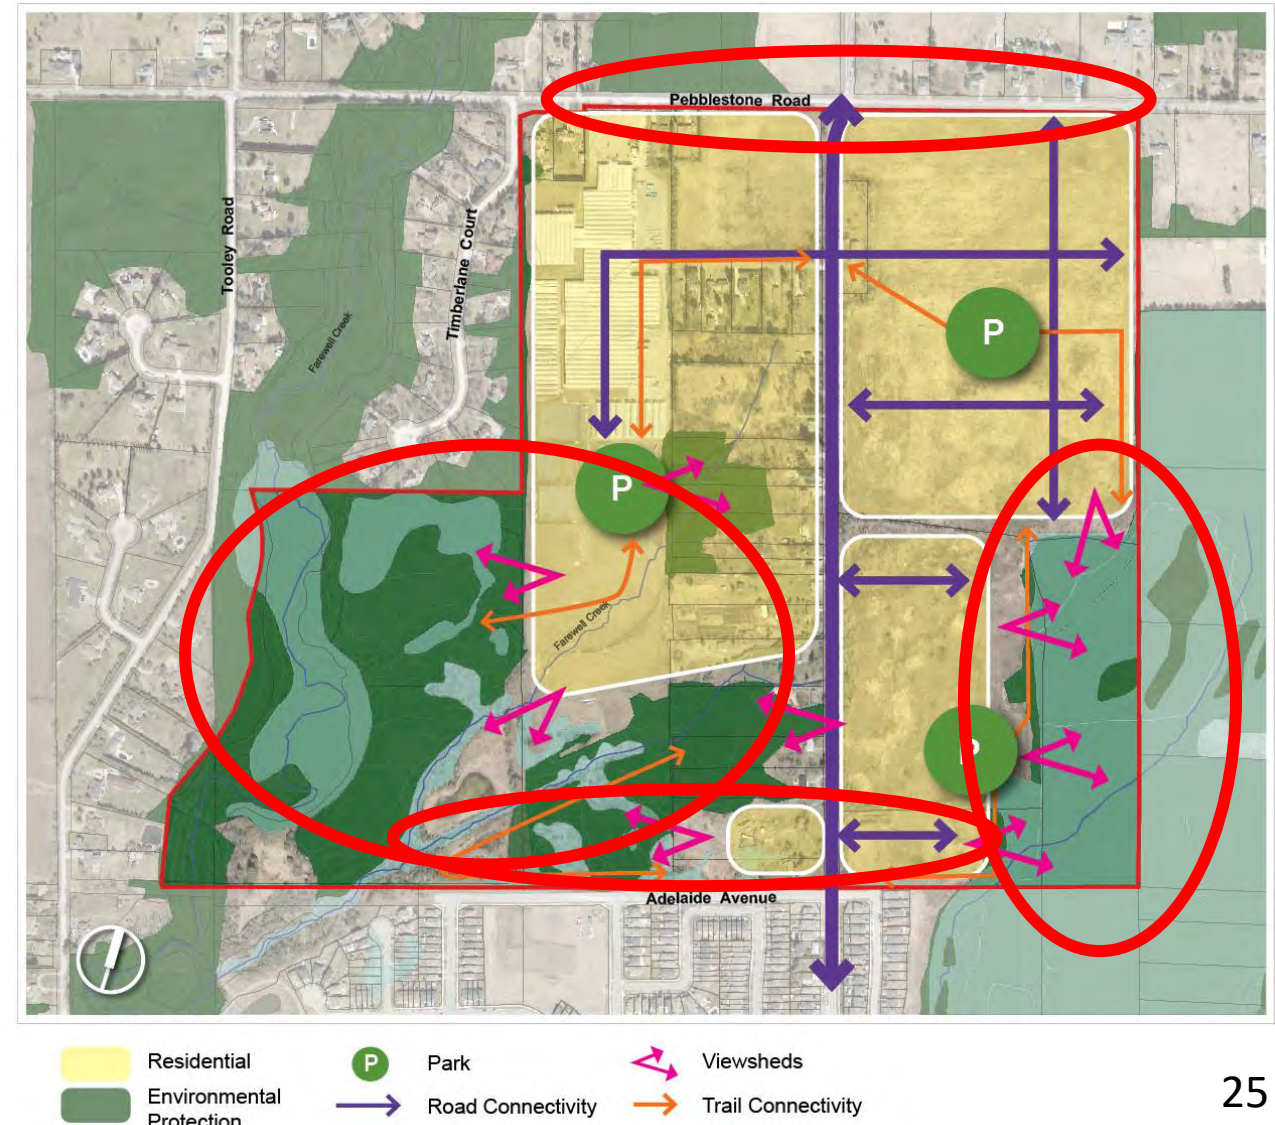 Pebblestone Road
Tooley Road
Timberlane Court
Farewell Creek
P
P
Farewell Creek
P
Adelaide Avenue
Residential
P Park
Viewsheds
Environmental
Protection
Road Connectivity
Trail Connectivity
25